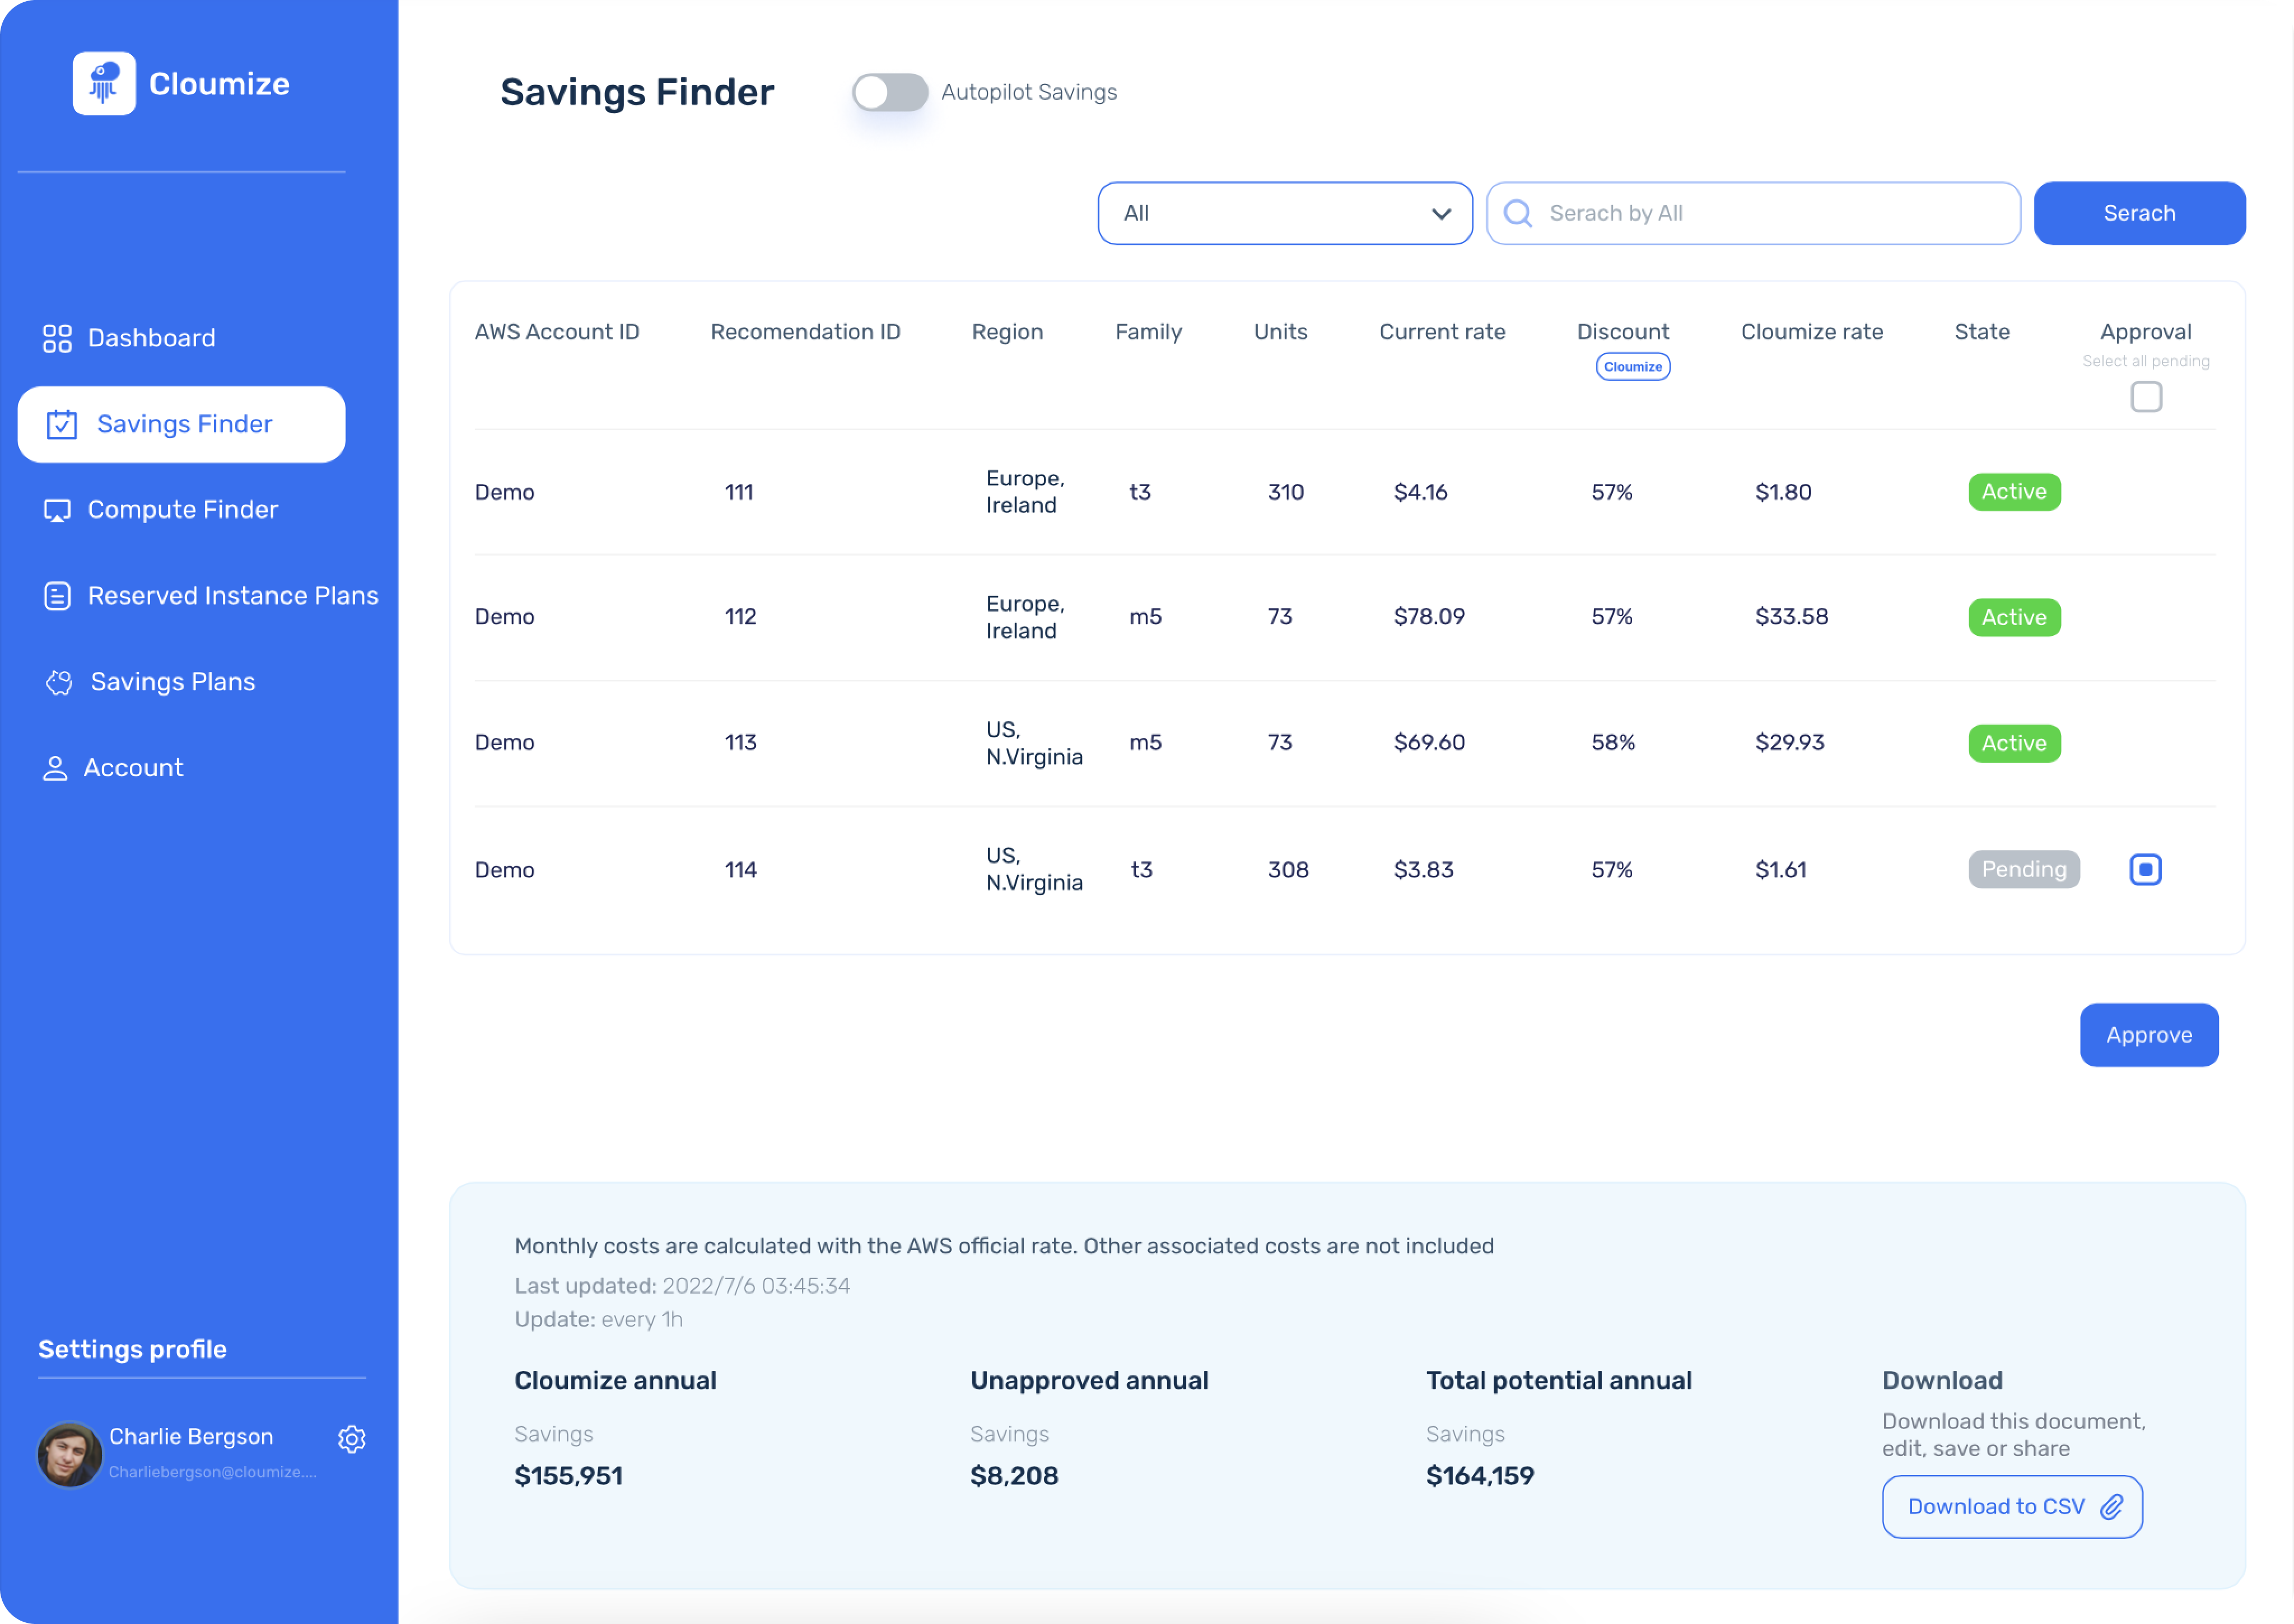 Cloumize
Savings Finder
Autopilot Savings
All
Serach by All
Serach
Dashboard
Savings Finder
Compute Finder
Reserved Instance Plans
Savings Plans
Account
AWS Account ID Recomendation ID Region Family Units Current rate Discount Cloumize rate State Approval
Cloumize
Select all pending
Demo 111 Europe, Ireland t3 310 $4.16 57% $1.80 Active
Demo 112 Europe, Ireland m5 73 $78.09 57% $33.58 Active
Demo 113 US, N.Virginia m5 73 $69.60 58% $29.93 Active
Demo 114 US, N.Virginia t3 308 $3.83 57% $1.61 Pending
Approve
Monthly costs are calculated with the AWS official rate. Other associated costs are not included
Last updated: 2022/7/6 03:45:34
Update: every 1h
Cloumize annual
Savings
$155,951
Unapproved annual
Savings
$8,208
Total potential annual
Savings
$164,159
Download
Download this document,
edit, save or share
Download to CSV
Settings profile
Charlie Bergson
Charliebergson@cloumize....